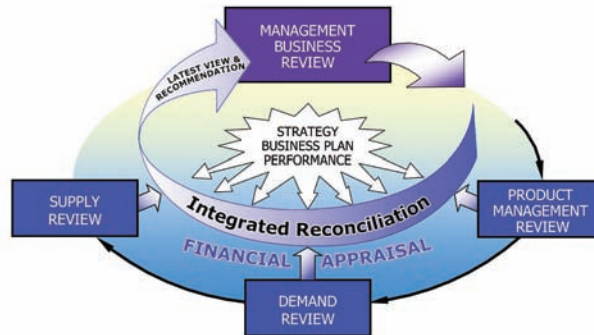 MANAGEMENT
BUSINESS
REVIEW
LATEST VIEW &
RECOMMENDATION
STRATEGY
BUSINESS PLAN
PERFORMANCE
SUPPLY
REVIEW
PRODUCT
MANAGEMENT
REVIEW
Integrated Reconciliation
FINANCIAL APPRAISAL
DEMAND
REVIEW